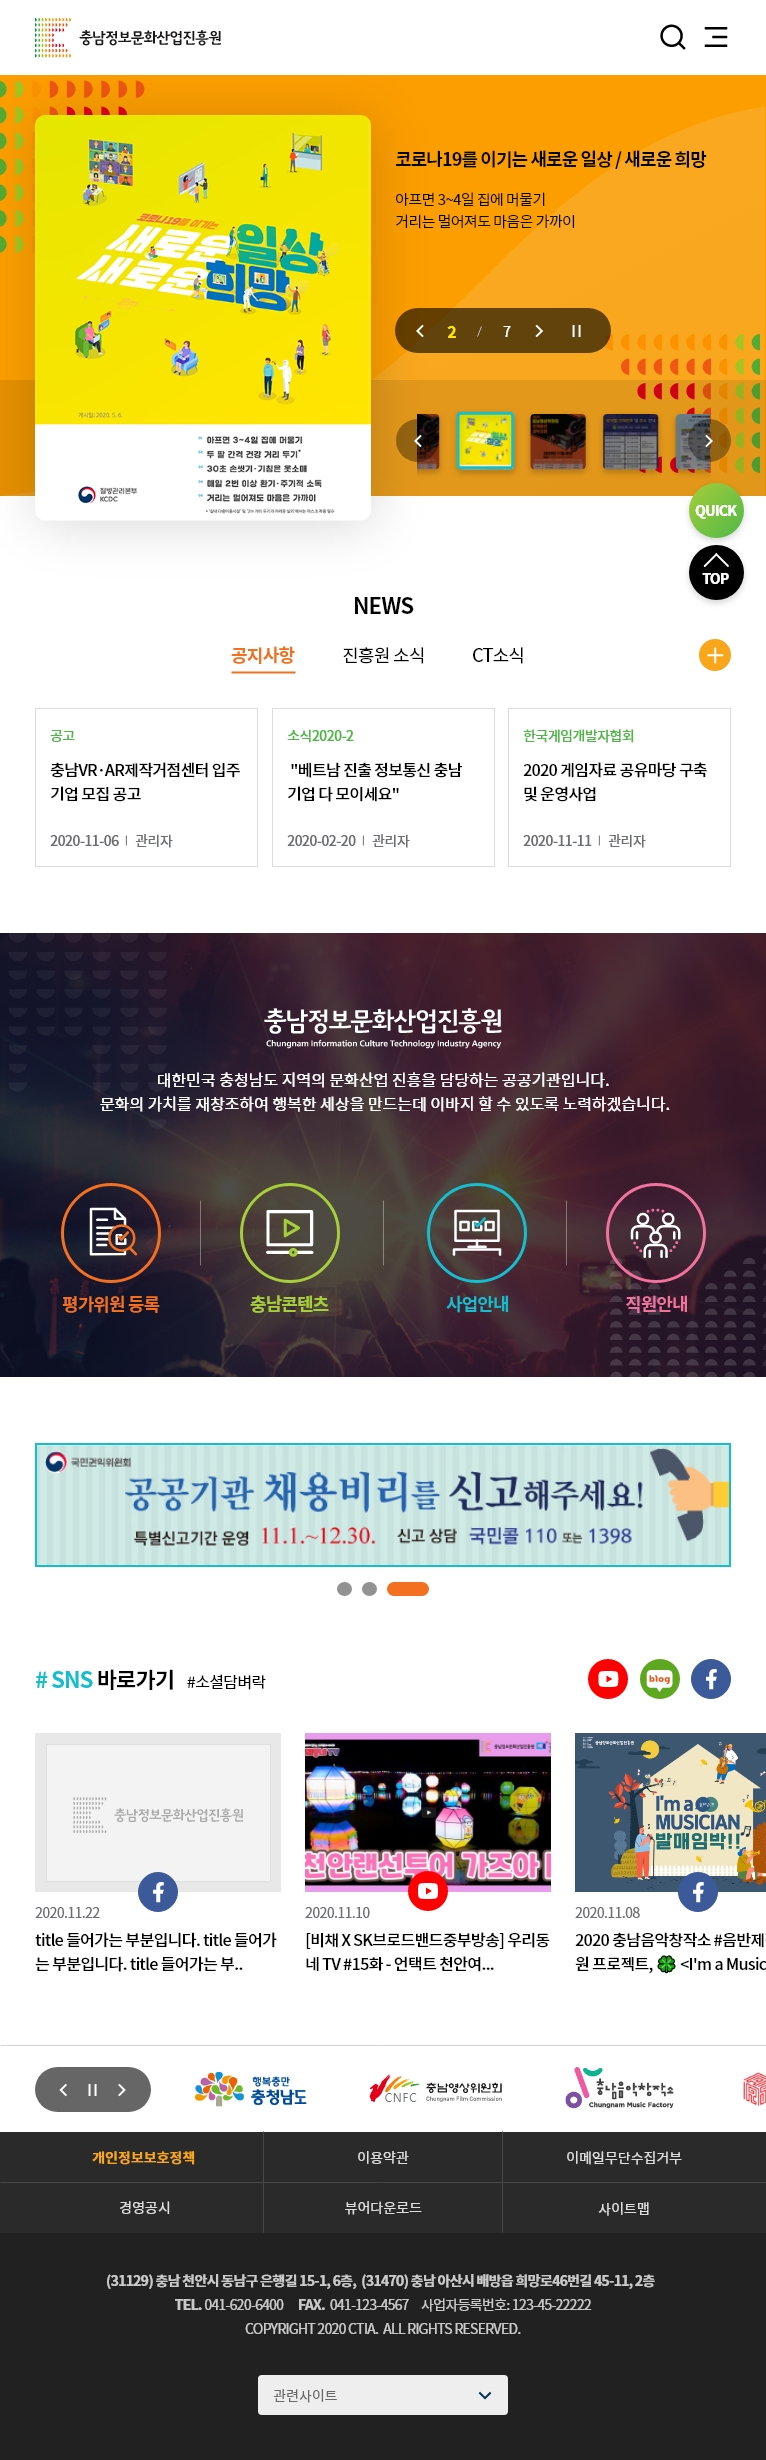 충남정보문화산업진흥원
코로나19를 이기는
새로운 일상
새로운 희망
게시일: 2020. 5. 6.
아프면 3~4일 집에 머물기
두 팔 간격 건강 거리 두기
30초 손씻기·기침은 옷소매
매일 2번 이상 환기·주기적 소독
거리는 멀어져도 마음은 가까이
질병관리본부
KCDC
코로나19를 이기는 새로운 일상 / 새로운 희망
아프면 3~4일 집에 머물기
거리는 멀어져도 마음은 가까이
2 / 7
QUICK
TOP
NEWS
공지사항 진흥원 소식 CT소식
공고
충남VR·AR제작거점센터 입주
기업 모집 공고
2020-11-06 관리자
소식2020-2
"베트남 진출 정보통신 충남
기업 다 모이세요"
2020-02-20 관리자
한국게임개발자협회
2020 게임자료 공유마당 구축
및 운영사업
2020-11-11 관리자
충남정보문화산업진흥원
Chungnam Information Culture Technology Industry Agency
대한민국 충청남도 지역의 문화산업 진흥을 담당하는 공공기관입니다.
문화의 가치를 재창조하여 행복한 세상을 만드는데 이바지 할 수 있도록 노력하겠습니다.
평가위원 등록
충남콘텐츠
사업안내
직원안내
국민권익위원회
공공기관 채용비리를 신고해주세요!
특별신고기간 운영 11.1.~12.30. 신고 상담 국민콜 110 또는 1398
# SNS 바로가기 #소셜담벼락
blog
충남정보문화산업진흥원
2020.11.22
title 들어가는 부분입니다. title 들어가
는 부분입니다. title 들어가는 부..
충남정보문화산업진흥원
천안랜선투어 가즈아
2020.11.10
[비채 X SK브로드밴드중부방송] 우리동
네 TV #15화 - 언택트 천안여...
충남정보문화산업진흥원
I'm a
MUSICIAN
발매임박!!
2020.11.08
2020 충남음악창작소 #음반제
원 프로젝트, 🍀 <I'm a Music
행복충만
충청남도
CNFC
충남영상위원회
Chungnam Film Commission
충남음악창작소
Chungnam Music Factory
개인정보보호정책 이용약관 이메일무단수집거부
경영공시 뷰어다운로드 사이트맵
(31129) 충남 천안시 동남구 은행길 15-1, 6층, (31470) 충남 아산시 배방읍 희망로46번길 45-11, 2층
TEL. 041-620-6400 FAX. 041-123-4567 사업자등록번호: 123-45-22222
COPYRIGHT 2020 CTIA. ALL RIGHTS RESERVED.
관련사이트